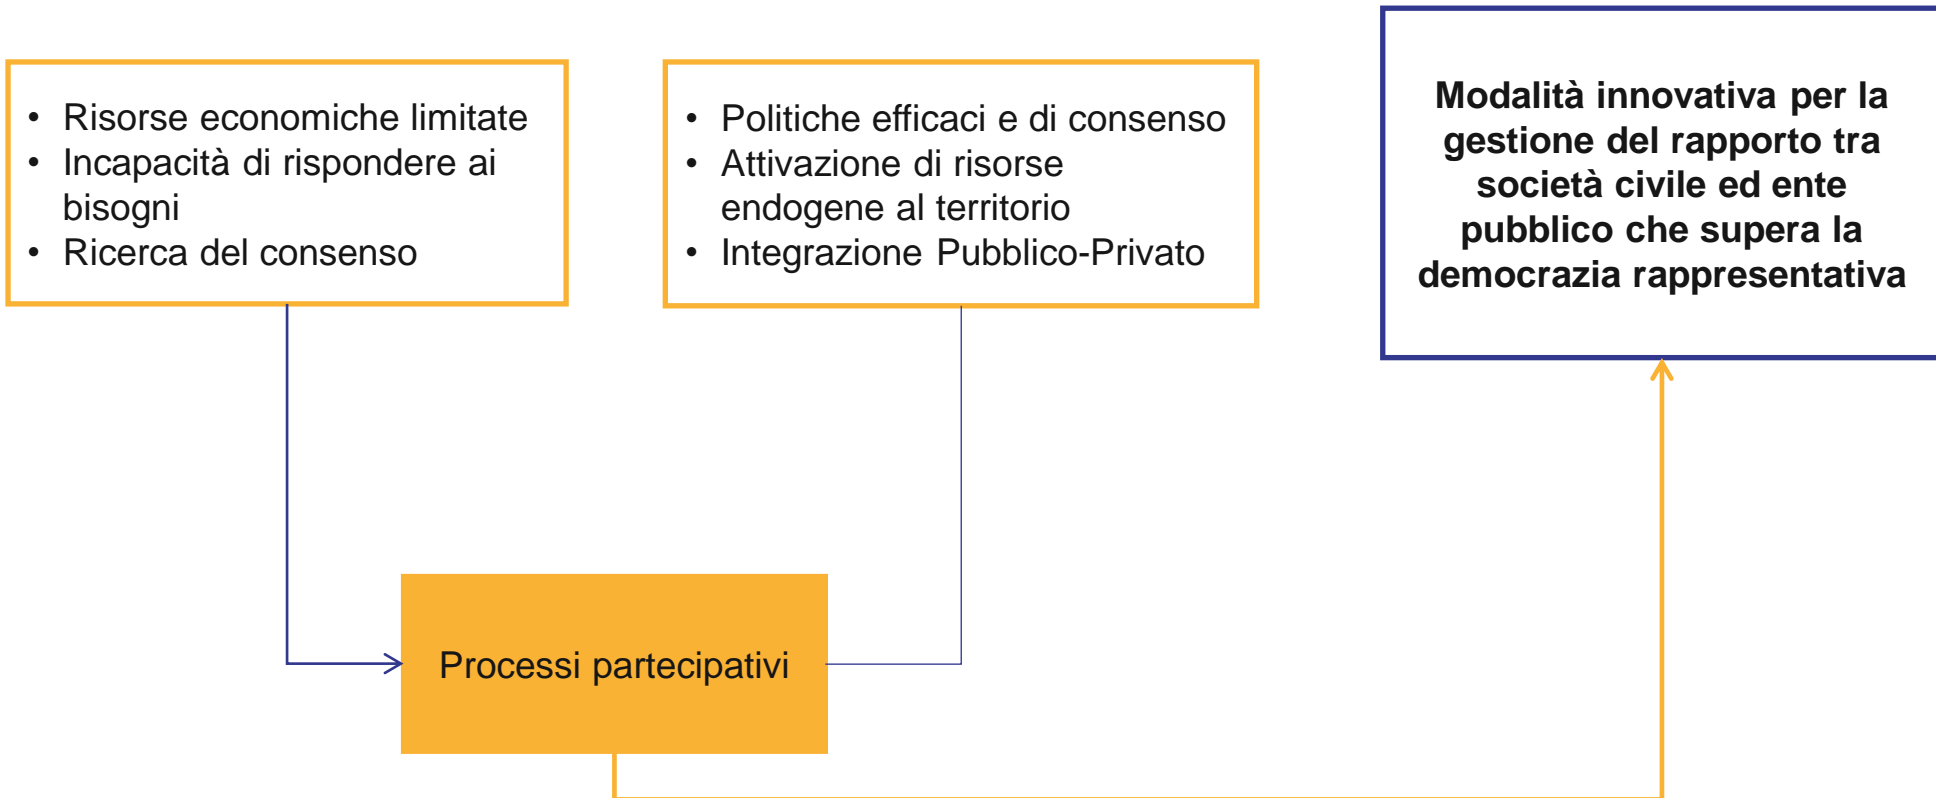 • Risorse economiche limitate
• Incapacità di rispondere ai
bisogni
• Ricerca del consenso
• Politiche efficaci e di consenso
• Attivazione di risorse
endogene al territorio
• Integrazione Pubblico-Privato
Modalità innovativa per la
gestione del rapporto tra
società civile ed ente
pubblico che supera la
democrazia rappresentativa
Processi partecipativi